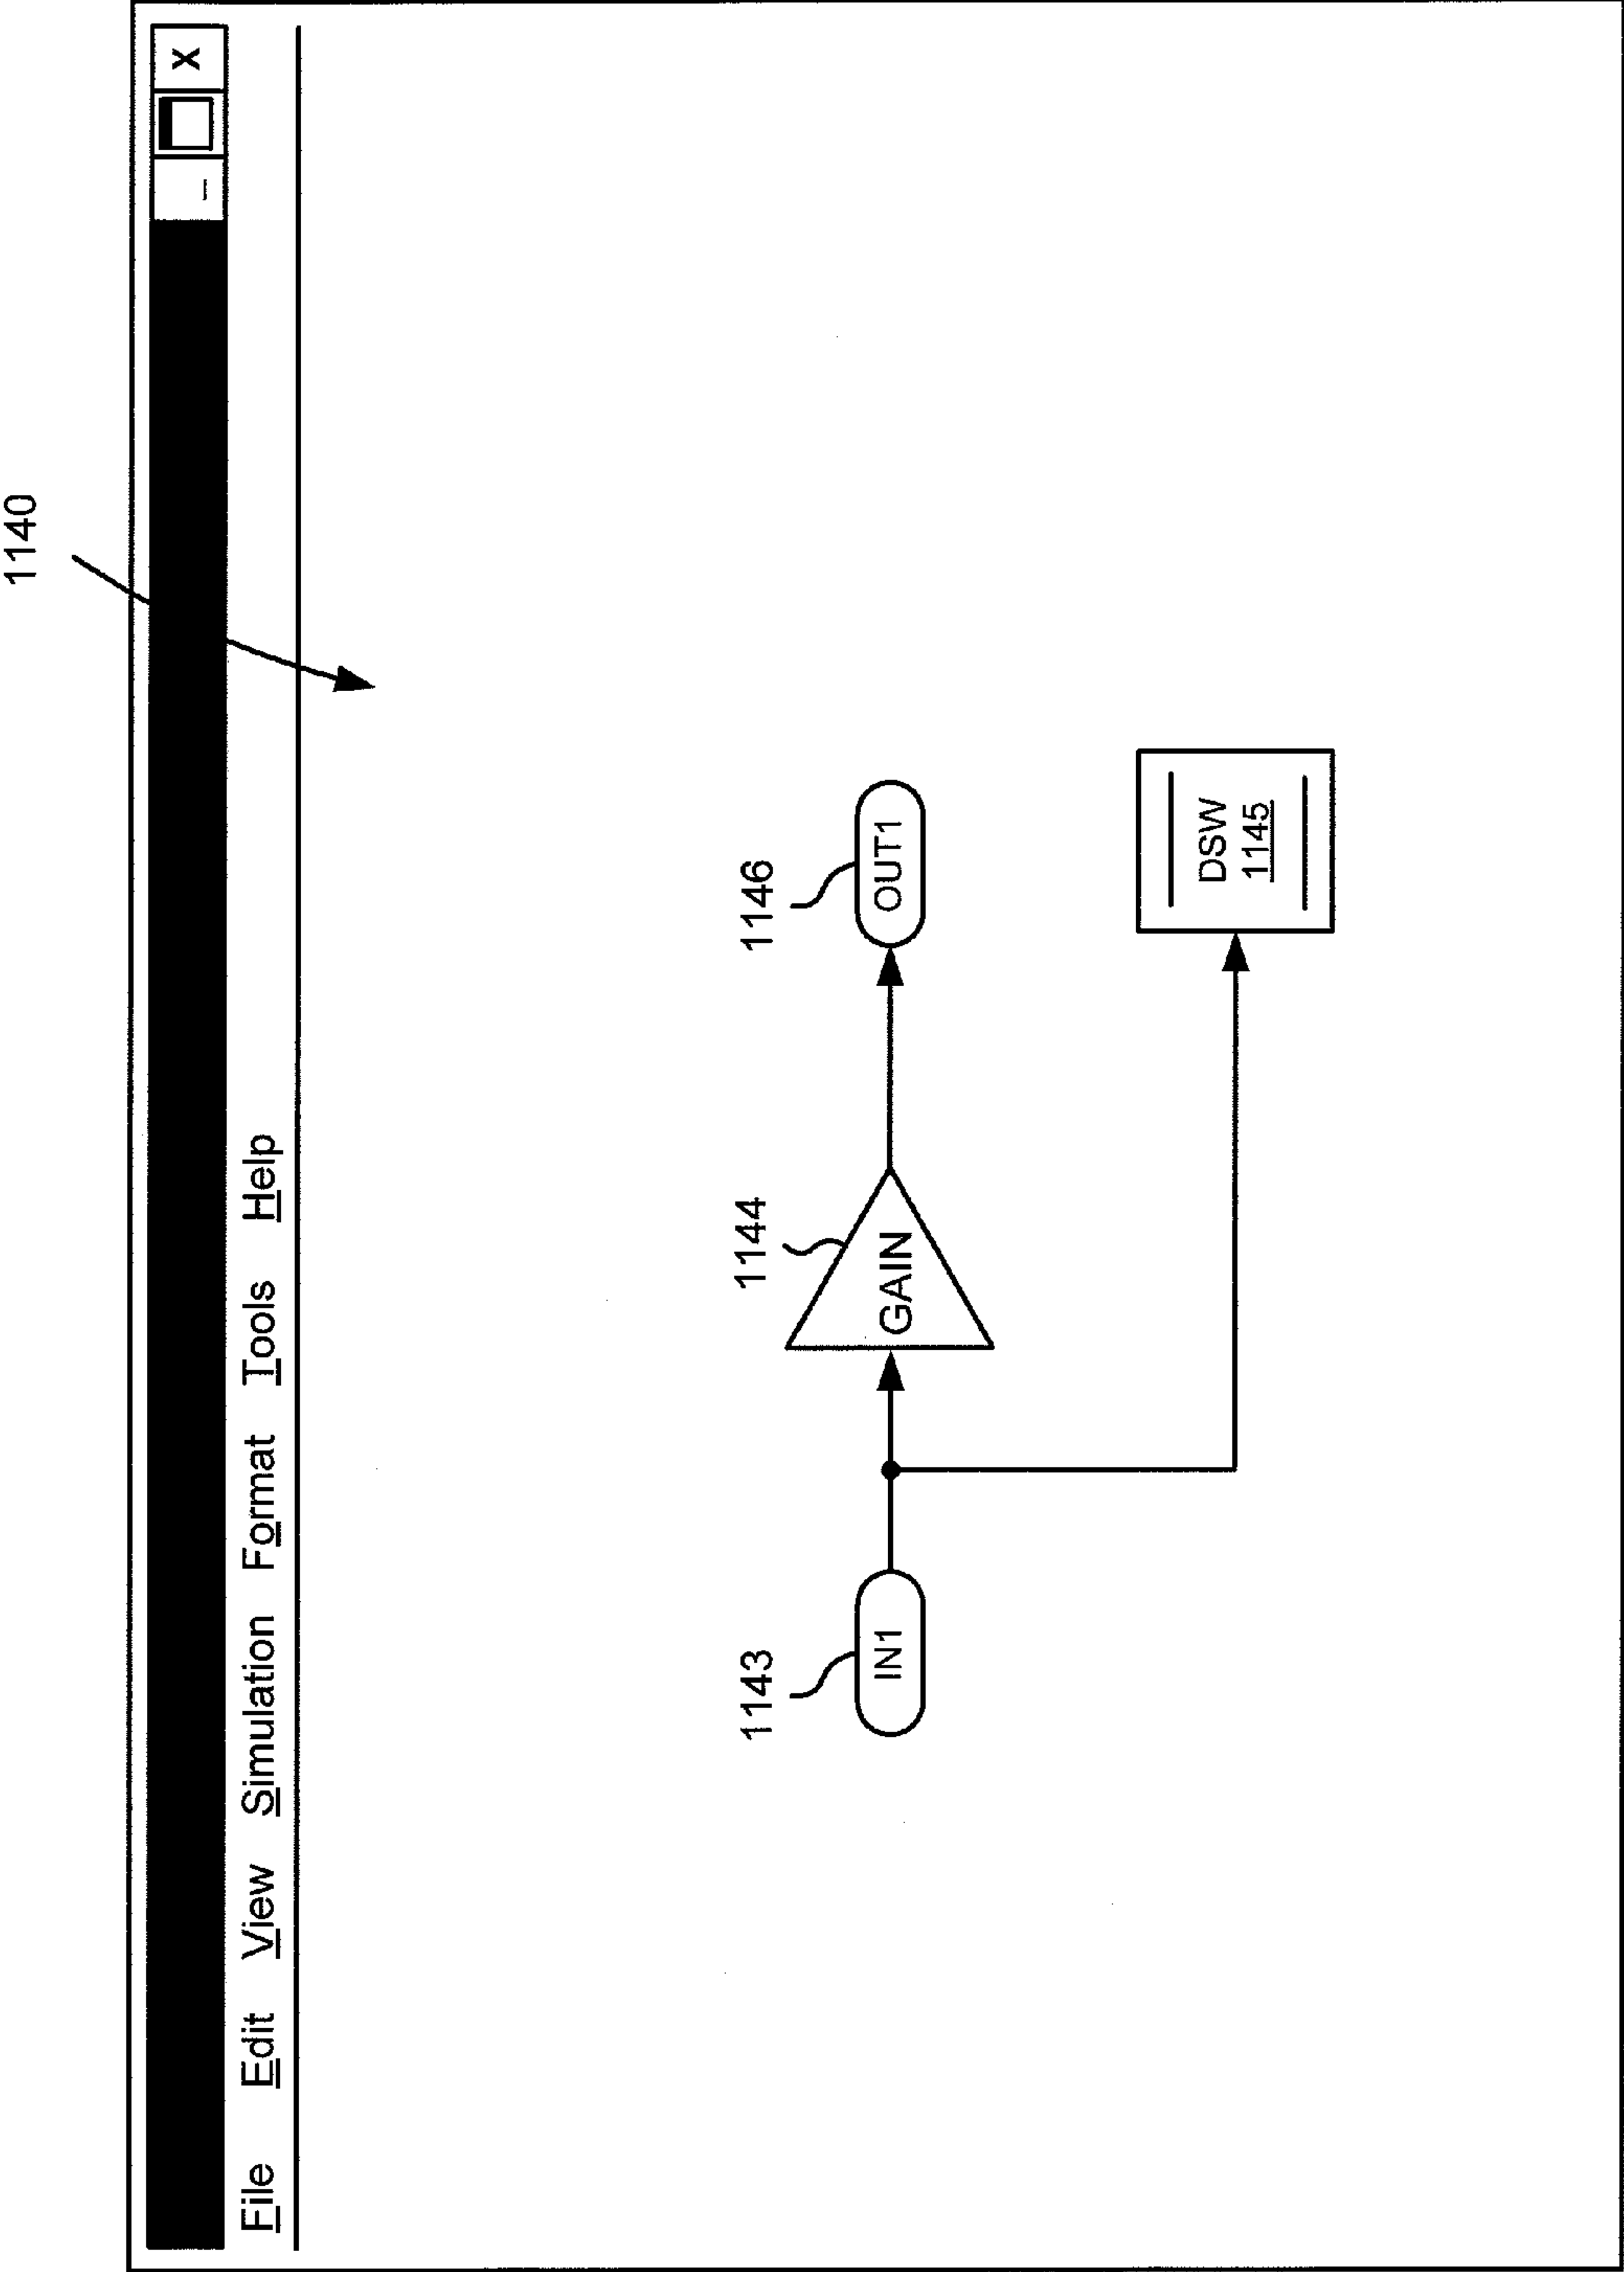 1140
_ X
File Edit View Simulation Format Tools Help
1143
1144
1146
IN1
GAIN
OUT1
DSW
1145